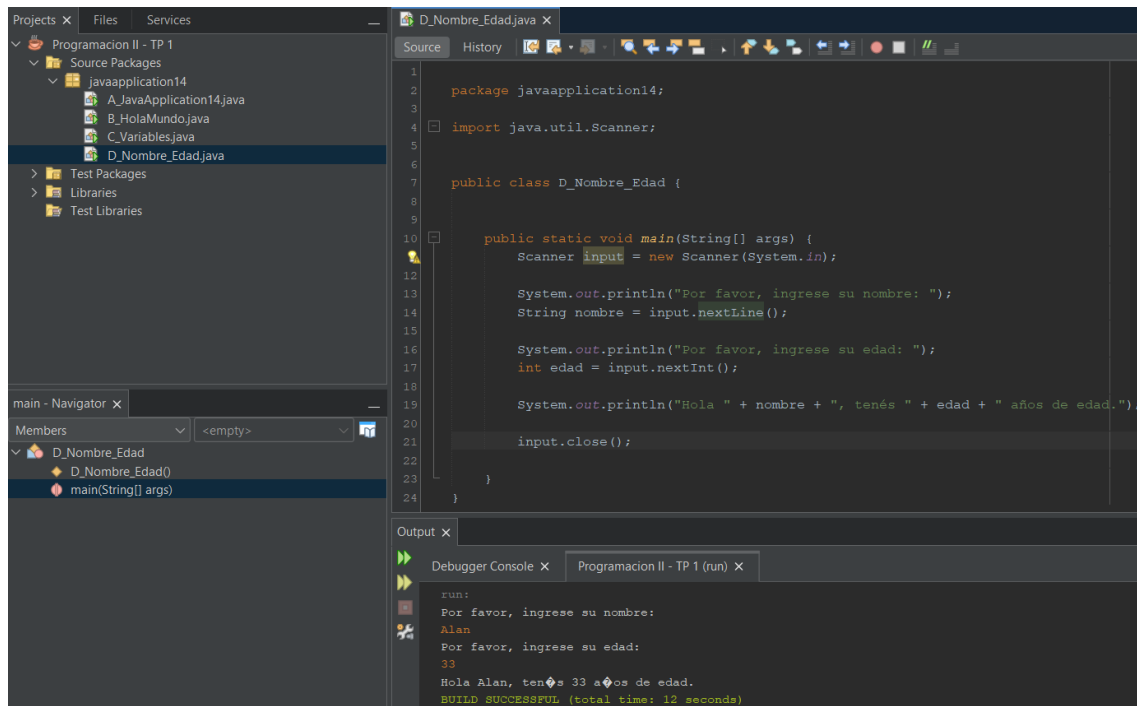 Projects
Files
Services
Programacion II - TP 1
Source Packages
javaapplication14
A_JavaApplication14.java
B_HolaMundo.java
C_Variables.java
D_Nombre_Edad.java
Test Packages
Libraries
Test Libraries
main - Navigator
Members
<empty>
D_Nombre_Edad
D_Nombre_Edad()
main(String[] args)
D_Nombre_Edad.java
Source
History
1
2 package javaapplication14;
3
4 import java.util.Scanner;
5
6
7 public class D_Nombre_Edad {
8
9
10 public static void main(String[] args) {
Scanner input = new Scanner(System.in);
12
13 System.out.println("Por favor, ingrese su nombre: ");
14 String nombre = input.nextLine();
15
16 System.out.println("Por favor, ingrese su edad: ");
17 int edad = input.nextInt();
18
19 System.out.println("Hola " + nombre + ", tenés " + edad + " años de edad.")
20
21 input.close();
22
23 }
24 }
Output
Debugger Console
Programacion II - TP 1 (run)
run:
Por favor, ingrese su nombre:
Alan
Por favor, ingrese su edad:
33
Hola Alan, ten�s 33 a�os de edad.
BUILD SUCCESSFUL (total time: 12 seconds)